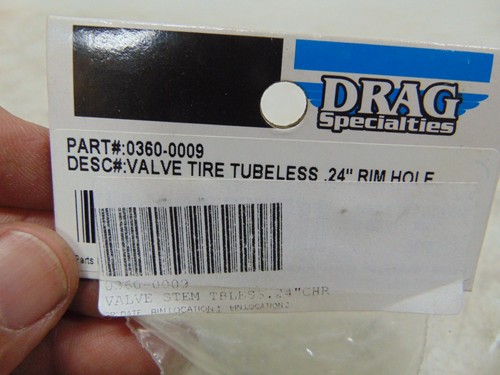 DRAG
Specialties
PART#:0360-0009
DESC#:VALVE TIRE TUBELESS .24" RIM HOLE
Parts
0360-0009
VALVE STEM TBLESS.24"CHR